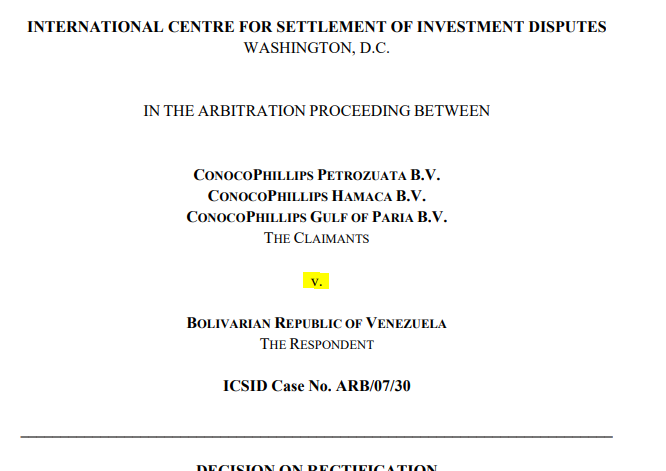 INTERNATIONAL CENTRE FOR SETTLEMENT OF INVESTMENT DISPUTES
WASHINGTON, D.C.
IN THE ARBITRATION PROCEEDING BETWEEN
CONOCOPHILLIPS PETROZUATA B.V.
CONOCOPHILLIPS HAMACA B.V.
CONOCOPHILLIPS GULF OF PARIA B.V.
THE CLAIMANTS
v.
BOLIVARIAN REPUBLIC OF VENEZUELA
THE RESPONDENT
ICSID Case No. ARB/07/30
DECISION ON RECTIFICATION